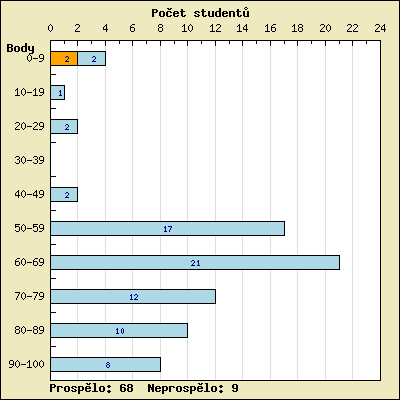 Počet studentů
0 2 4 6 8 10 12 14 16 18 20 22 24
Body
0-9 2 2
10-19 1
20-29 2
30-39
40-49 2
50-59 17
60-69 21
70-79 12
80-89 10
90-100 8
Prospělo: 68 Neprospělo: 9